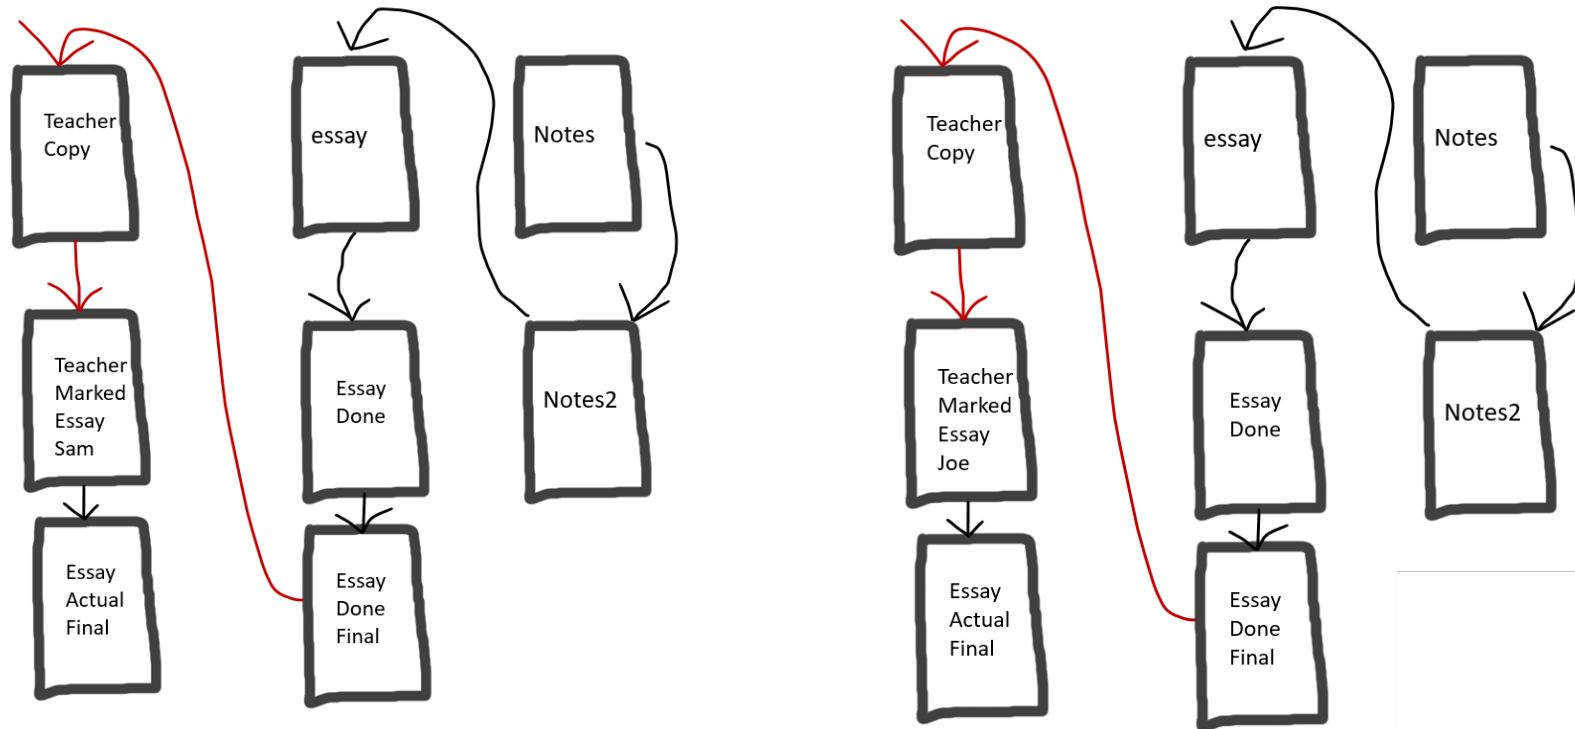 Teacher
Copy
essay
Notes
Teacher
Marked
Essay
Sam
Essay
Done
Notes2
Essay
Actual
Final
Essay
Done
Final
Teacher
Copy
essay
Notes
Teacher
Marked
Essay
Joe
Essay
Done
Notes2
Essay
Actual
Final
Essay
Done
Final